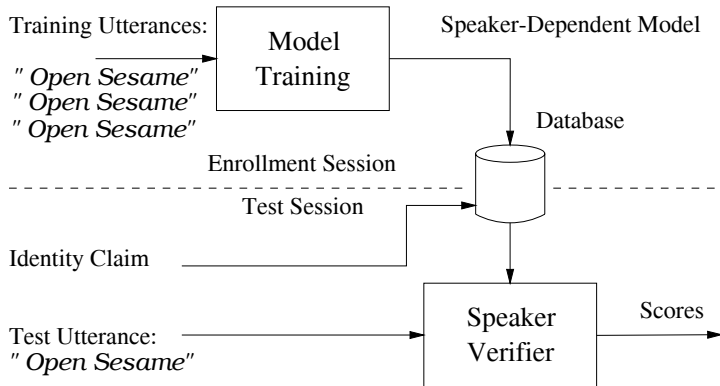 Training Utterances:
" Open Sesame"
" Open Sesame"
" Open Sesame"
Model
Training
Speaker-Dependent Model
Database
Enrollment Session
Test Session
Identity Claim
Test Utterance:
" Open Sesame"
Speaker
Verifier
Scores